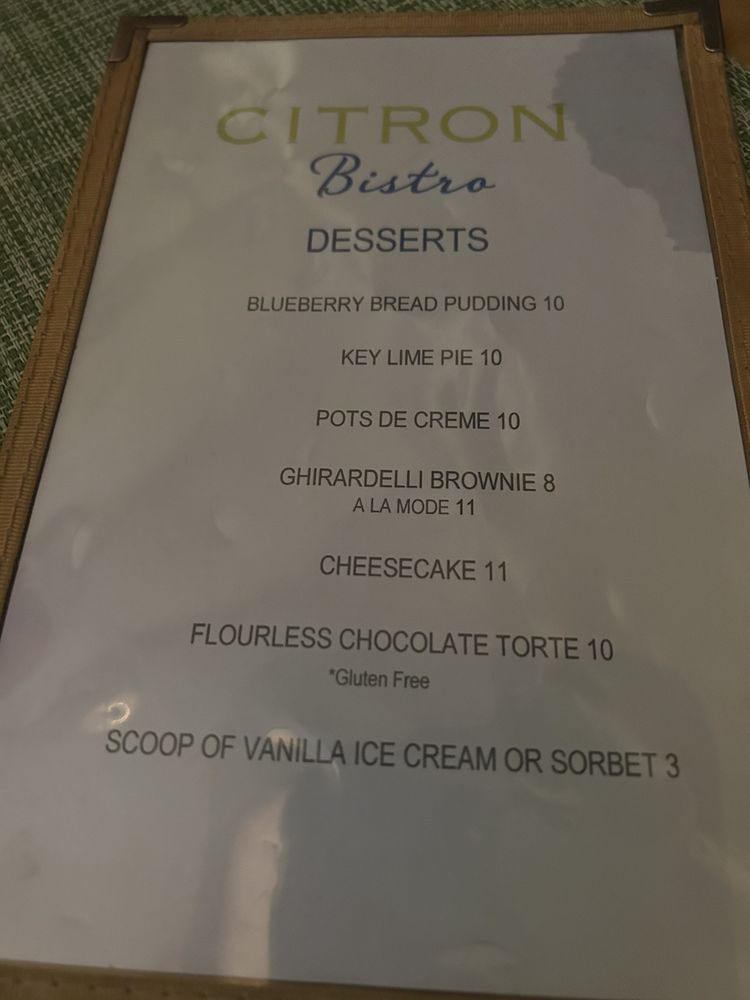 CITRON
Bistro
DESSERTS
BLUEBERRY BREAD PUDDING 10
KEY LIME PIE 10
POTS DE CREME 10
GHIRARDELLI BROWNIE 8
A LA MODE 11
CHEESECAKE 11
FLOURLESS CHOCOLATE TORTE 10
*Gluten Free
SCOOP OF VANILLA ICE CREAM OR SORBET 3